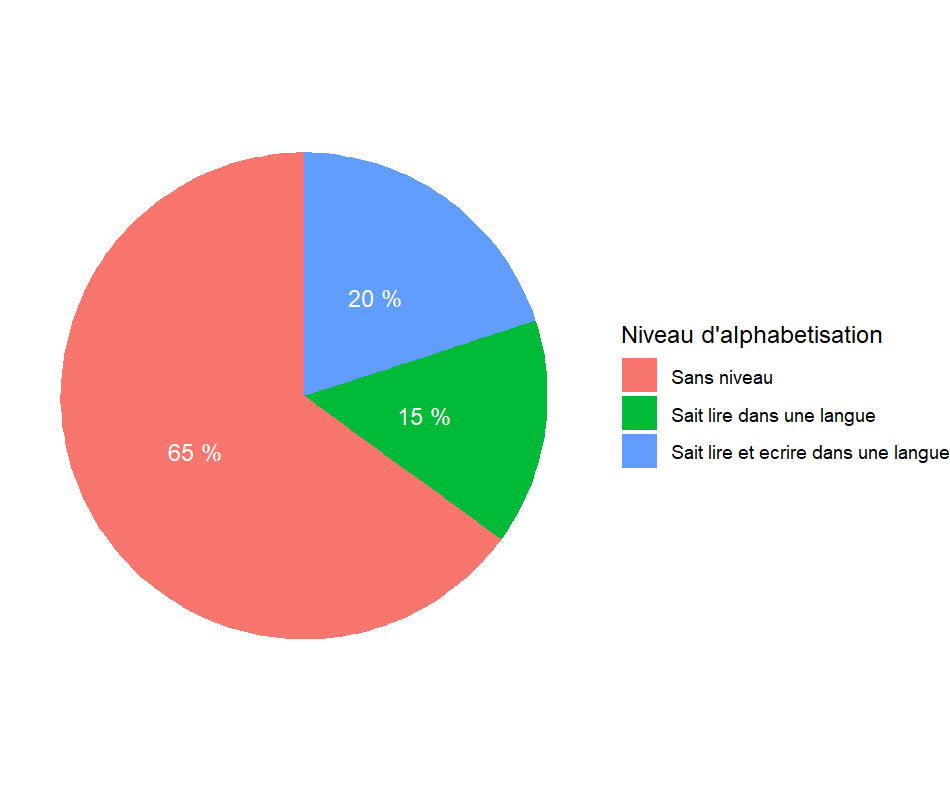 20 %
15 %
65 %
Niveau d'alphabetisation
Sans niveau
Sait lire dans une langue
Sait lire et ecrire dans une langue